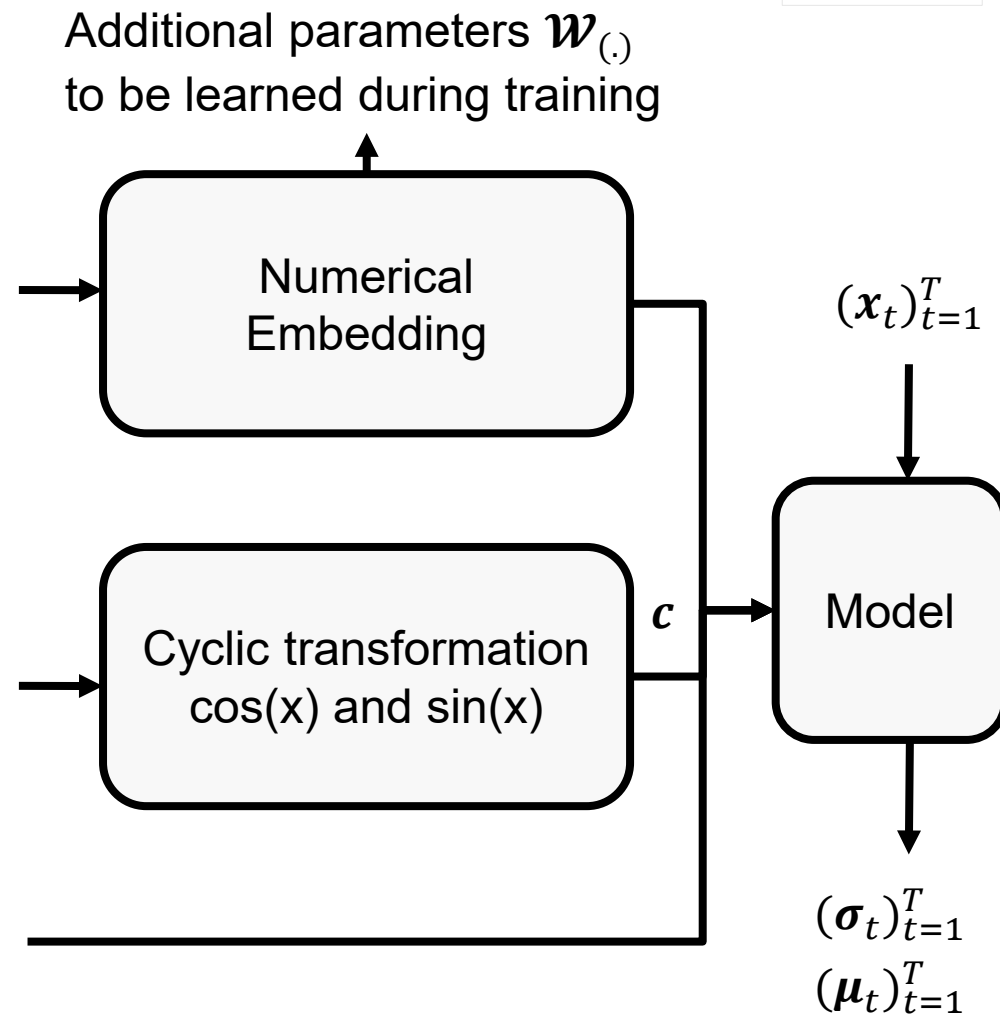 Additional parameters 𝓦₍.₎
to be learned during training
Numerical
Embedding
(𝒙ₜ)ᵀₜ₌₁
Cyclic transformation
cos(x) and sin(x)
𝒄
Model
(𝝈ₜ)ᵀₜ₌₁
(𝝁ₜ)ᵀₜ₌₁